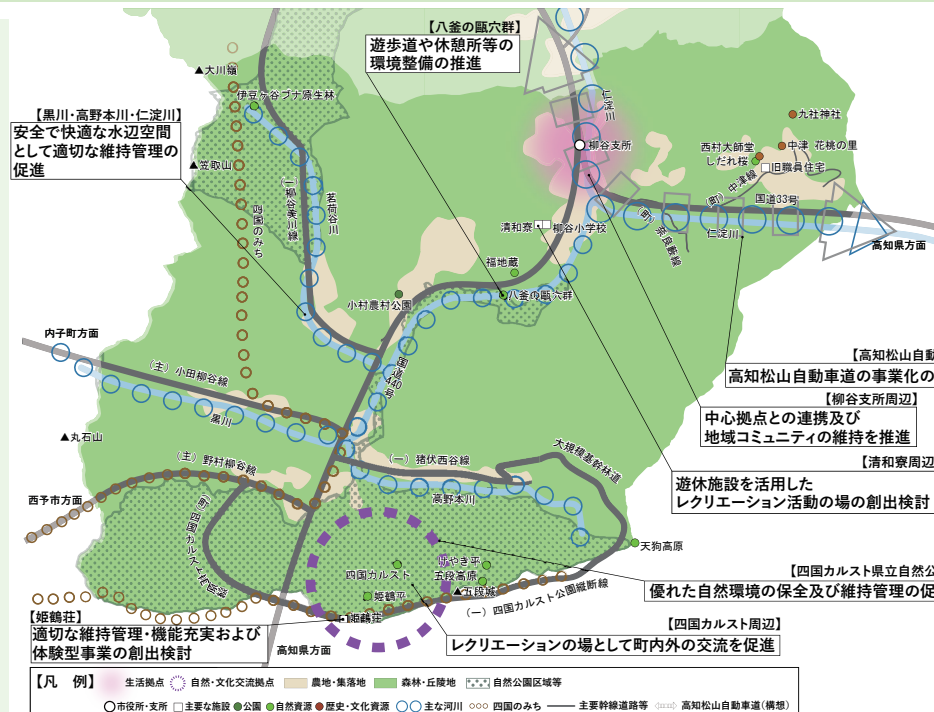 【八釜の甌穴群】
遊歩道や休憩所等の
環境整備の推進
▲大川嶺
伊豆ヶ谷ブナ原生林
【黒川・高野本川・仁淀川】
安全で快適な水辺空間
として適切な維持管理の
促進
▲笠取山
四国のみち
(一)柳谷美川線
茗荷谷川
仁淀川
柳谷支所
九社神社
西村大師堂
しだれ桜
中津 花桃の里
旧職員住宅
(町) 中津線
国道33号
(町) 奈良藪線
仁淀川
高知県方面
清和寮
柳谷小学校
福地蔵
八釜の甌穴群
小村農村公園
内子町方面
(主) 小田柳谷線
黒川
国道440号
【高知松山自動
高知松山自動車道の事業化の
【柳谷支所周辺】
中心拠点との連携及び
地域コミュニティの維持を推進
▲丸石山
(主) 野村柳谷線
西予市方面
(一) 猪伏西谷線
大規模基幹林道
高野本川
【清和寮周辺
遊休施設を活用した
レクリエーション活動の場の創出検討
天狗高原
けやき平
四国カルスト
五段高原
姫鶴平
▲五段城
(一) 四国カルスト公園縦断線
【四国カルスト県立自然公
優れた自然環境の保全及び維持管理の促
【姫鶴荘】
姫鶴荘
適切な維持管理・機能充実および
体験型事業の創出検討
高知県方面
【四国カルスト周辺】
レクリエーションの場として町内外の交流を促進
【凡　例】 生活拠点 自然・文化交流拠点 農地・集落地 森林・丘陵地 自然公園区域等
市役所・支所 主要な施設 公園 自然資源 歴史・文化資源 主な河川 四国のみち 主要幹線道路等 高知松山自動車道(構想)